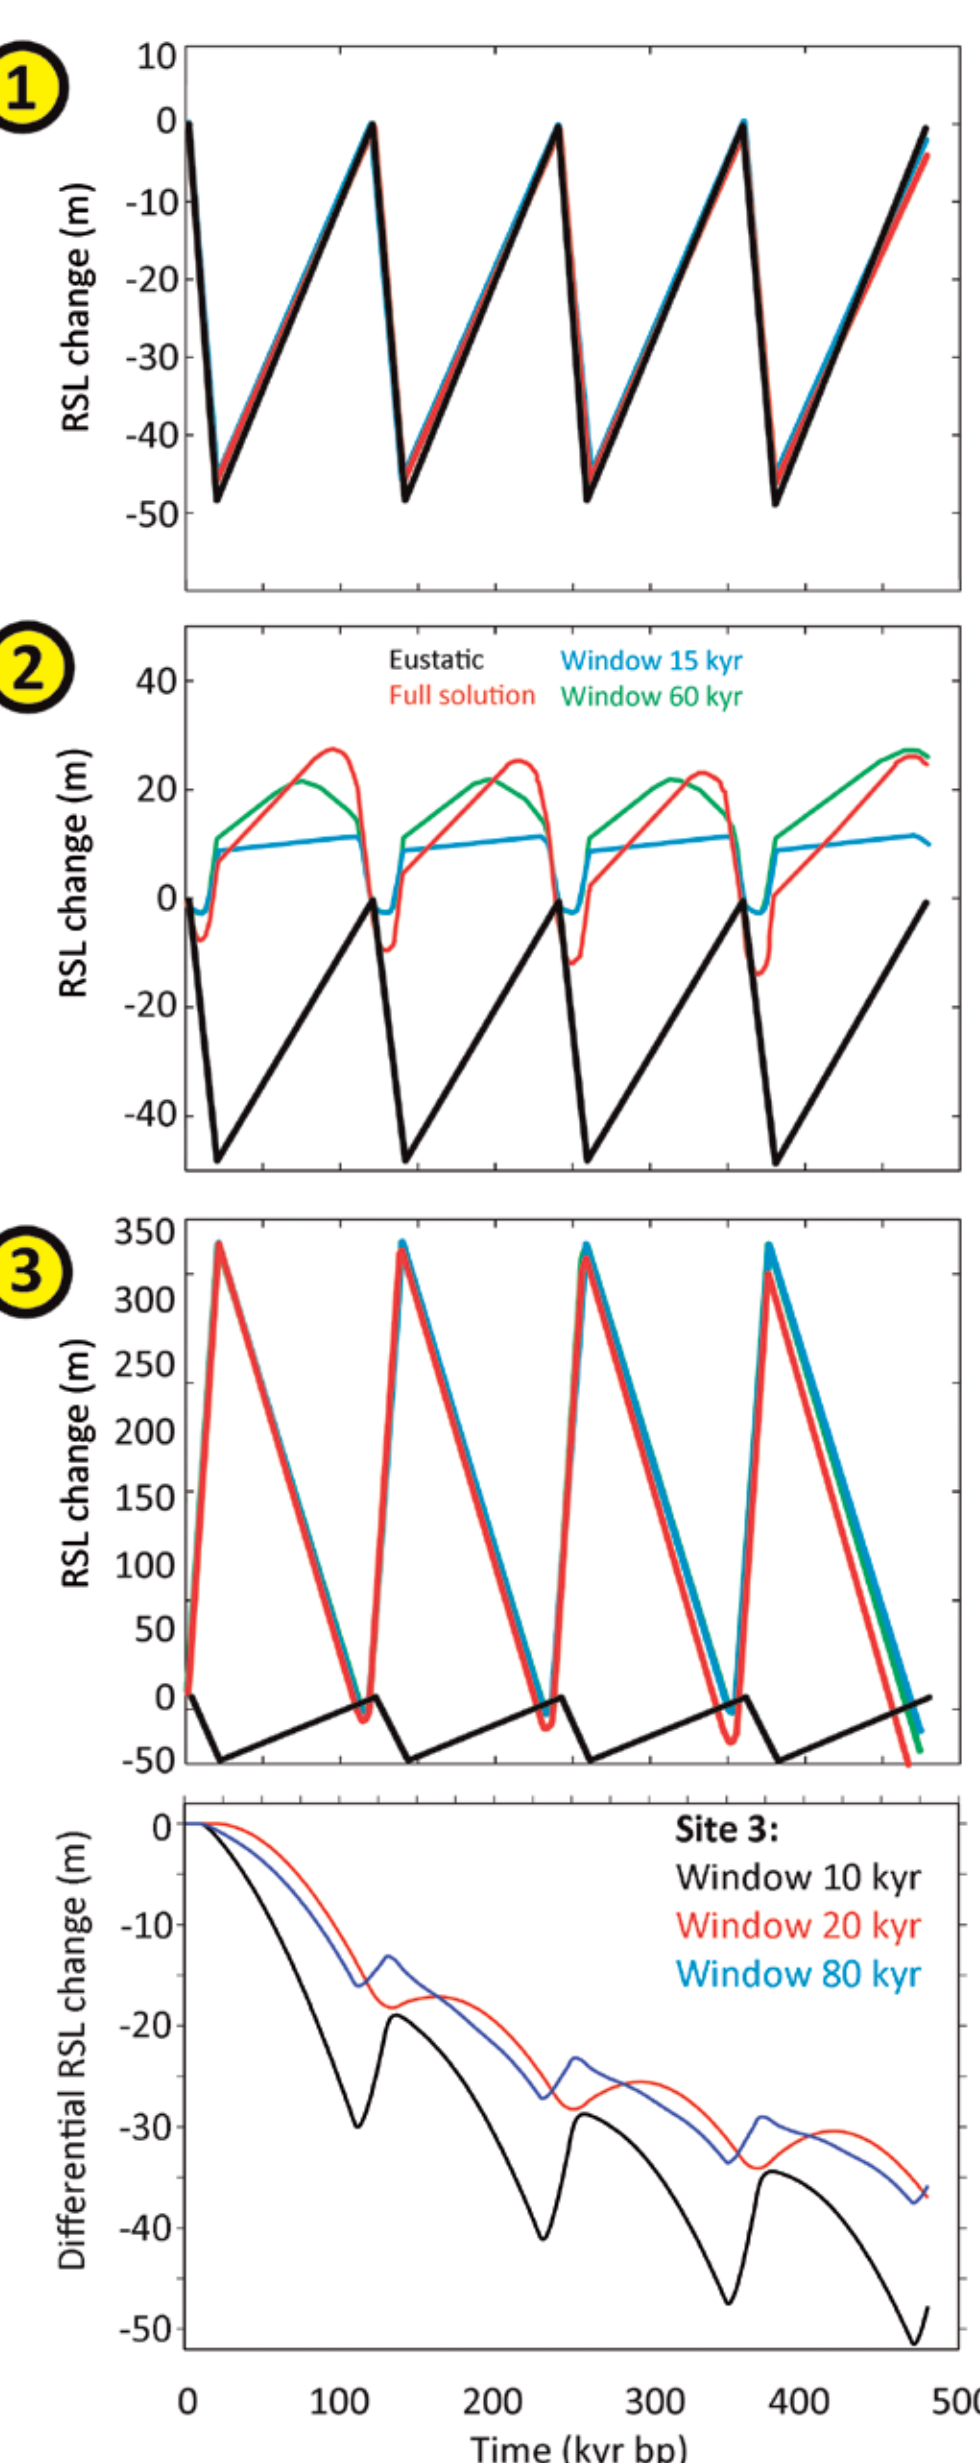 1
10
0
-10
-20
-30
-40
-50
RSL change (m)
2
Eustatic Window 15 kyr
Full solution Window 60 kyr
40
20
0
-20
-40
RSL change (m)
3
350
300
250
200
150
100
50
0
-50
RSL change (m)
Site 3:
Window 10 kyr
Window 20 kyr
Window 80 kyr
0
-10
-20
-30
-40
-50
Differential RSL change (m)
0 100 200 300 400 500
Time (kyr bp)